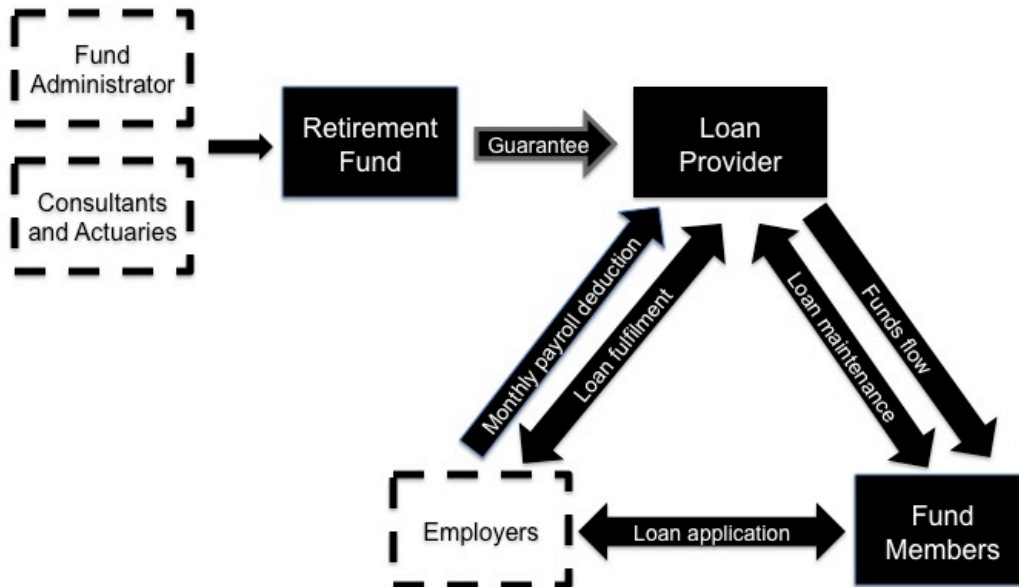 Fund
Administrator
Consultants
and Actuaries
Retirement
Fund
Guarantee
Loan
Provider
Monthly payroll deduction
Loan fulfilment
Loan maintenance
Funds flow
Employers
Loan application
Fund
Members